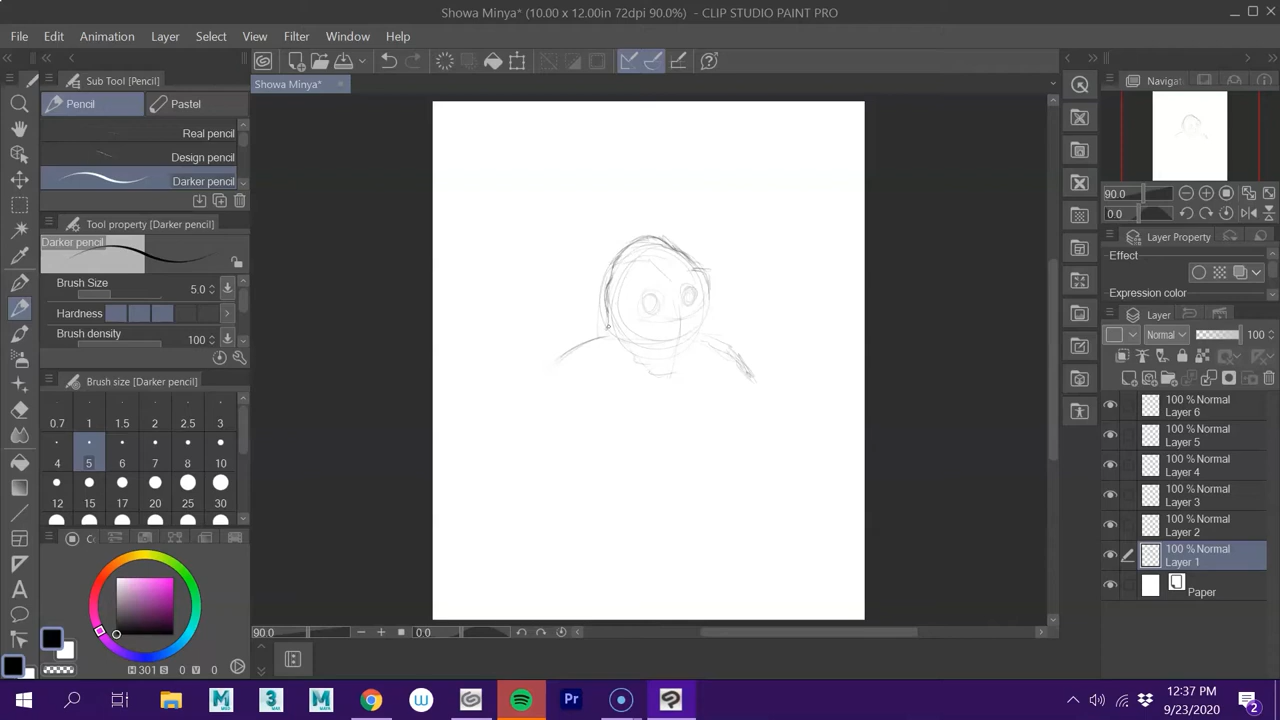 Showa Minya* (10.00 x 12.00in 72dpi 90.0%) - CLIP STUDIO PAINT PRO
File Edit Animation Layer Select View Filter Window Help
Sub Tool [Pencil]
Showa Minya*
Navigat
Pencil
Pastel
Real pencil
Design pencil
Darker pencil
Tool property [Darker pencil]
Darker pencil
Brush Size 5.0
Hardness
Brush density 100
Brush size [Darker pencil]
0.7 1 1.5 2 2.5 3
4 5 6 7 8 10
12 15 17 20 25 30
H 301 S 0 V 0
90.0
0.0
90.0
0.0
Layer Property
Effect
Expression color
Layer
Normal 100
100 % Normal
Layer 6
100 % Normal
Layer 5
100 % Normal
Layer 4
100 % Normal
Layer 3
100 % Normal
Layer 2
100 % Normal
Layer 1
Paper
12:37 PM
9/23/2020
2